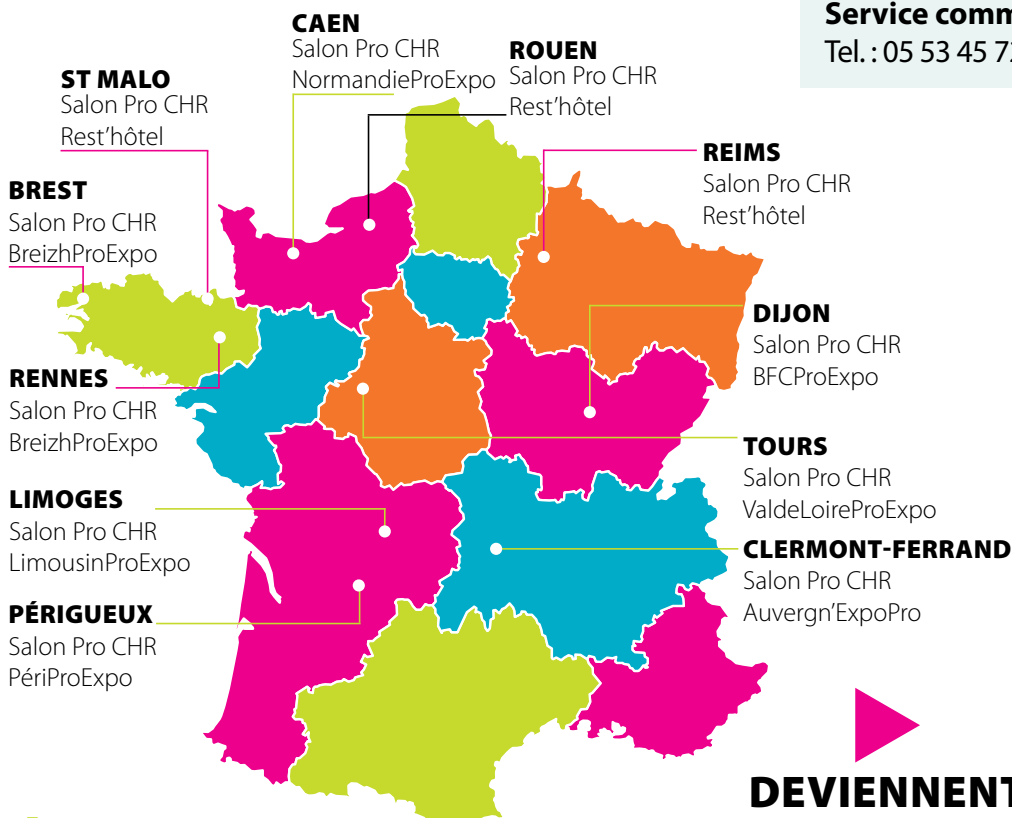 CAEN
Salon Pro CHR
NormandieProExpo
ROUEN
Salon Pro CHR
Rest'hôtel
ST MALO
Salon Pro CHR
Rest'hôtel
REIMS
Salon Pro CHR
Rest'hôtel
BREST
Salon Pro CHR
BreizhProExpo
DIJON
Salon Pro CHR
BFCProExpo
RENNES
Salon Pro CHR
BreizhProExpo
TOURS
Salon Pro CHR
ValdeLoireProExpo
LIMOGES
Salon Pro CHR
LimousinProExpo
CLERMONT-FERRAND
Salon Pro CHR
Auvergn'ExpoPro
PÉRIGUEUX
Salon Pro CHR
PériProExpo
Service comm
Tel. : 05 53 45 72
DEVIENNENT